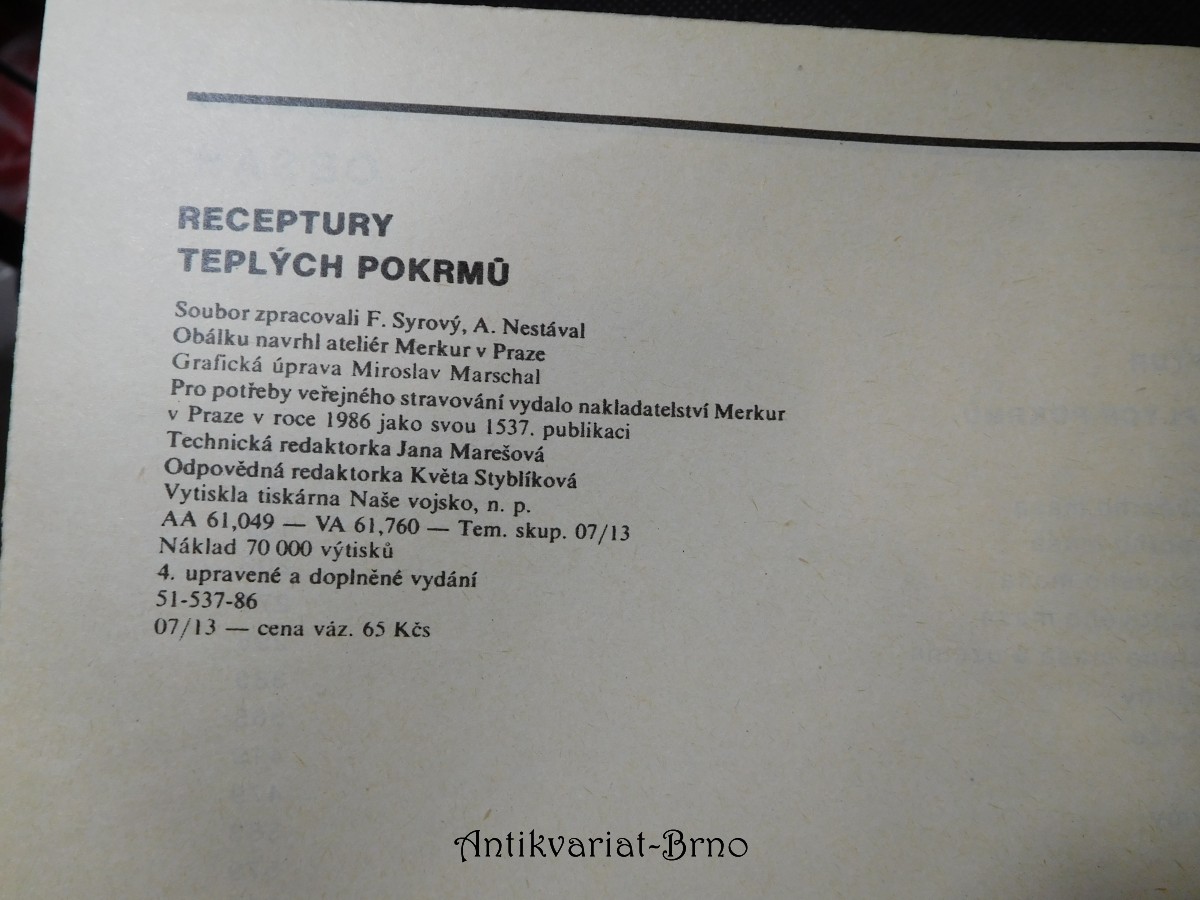 RECEPTURY
TEPLÝCH POKRMŮ
Soubor zpracovali F. Syrový, A. Nestával
Obálku navrhl ateliér Merkur v Praze
Grafická úprava Miroslav Marschal
Pro potřeby veřejného stravování vydalo nakladatelství Merkur
v Praze v roce 1986 jako svou 1537. publikaci
Technická redaktorka Jana Marešová
Odpovědná redaktorka Květa Styblíková
Vytiskla tiskárna Naše vojsko, n. p.
AA 61,049 — VA 61,760 — Tem. skup. 07/13
Náklad 70 000 výtisků
4. upravené a doplněné vydání
51-537-86
07/13 — cena váz. 65 Kčs
Antikvariat-Brno